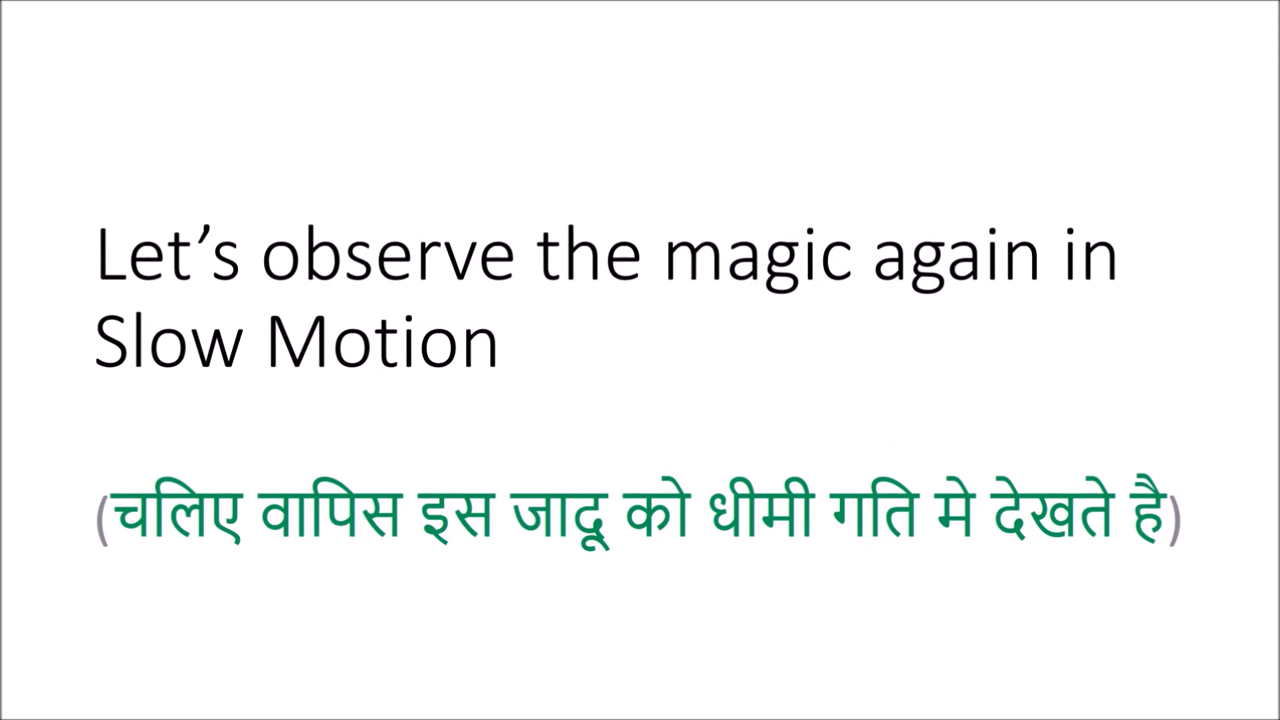 Let’s observe the magic again in
Slow Motion
(चलिए वापिस इस जादू को धीमी गति मे देखते है)